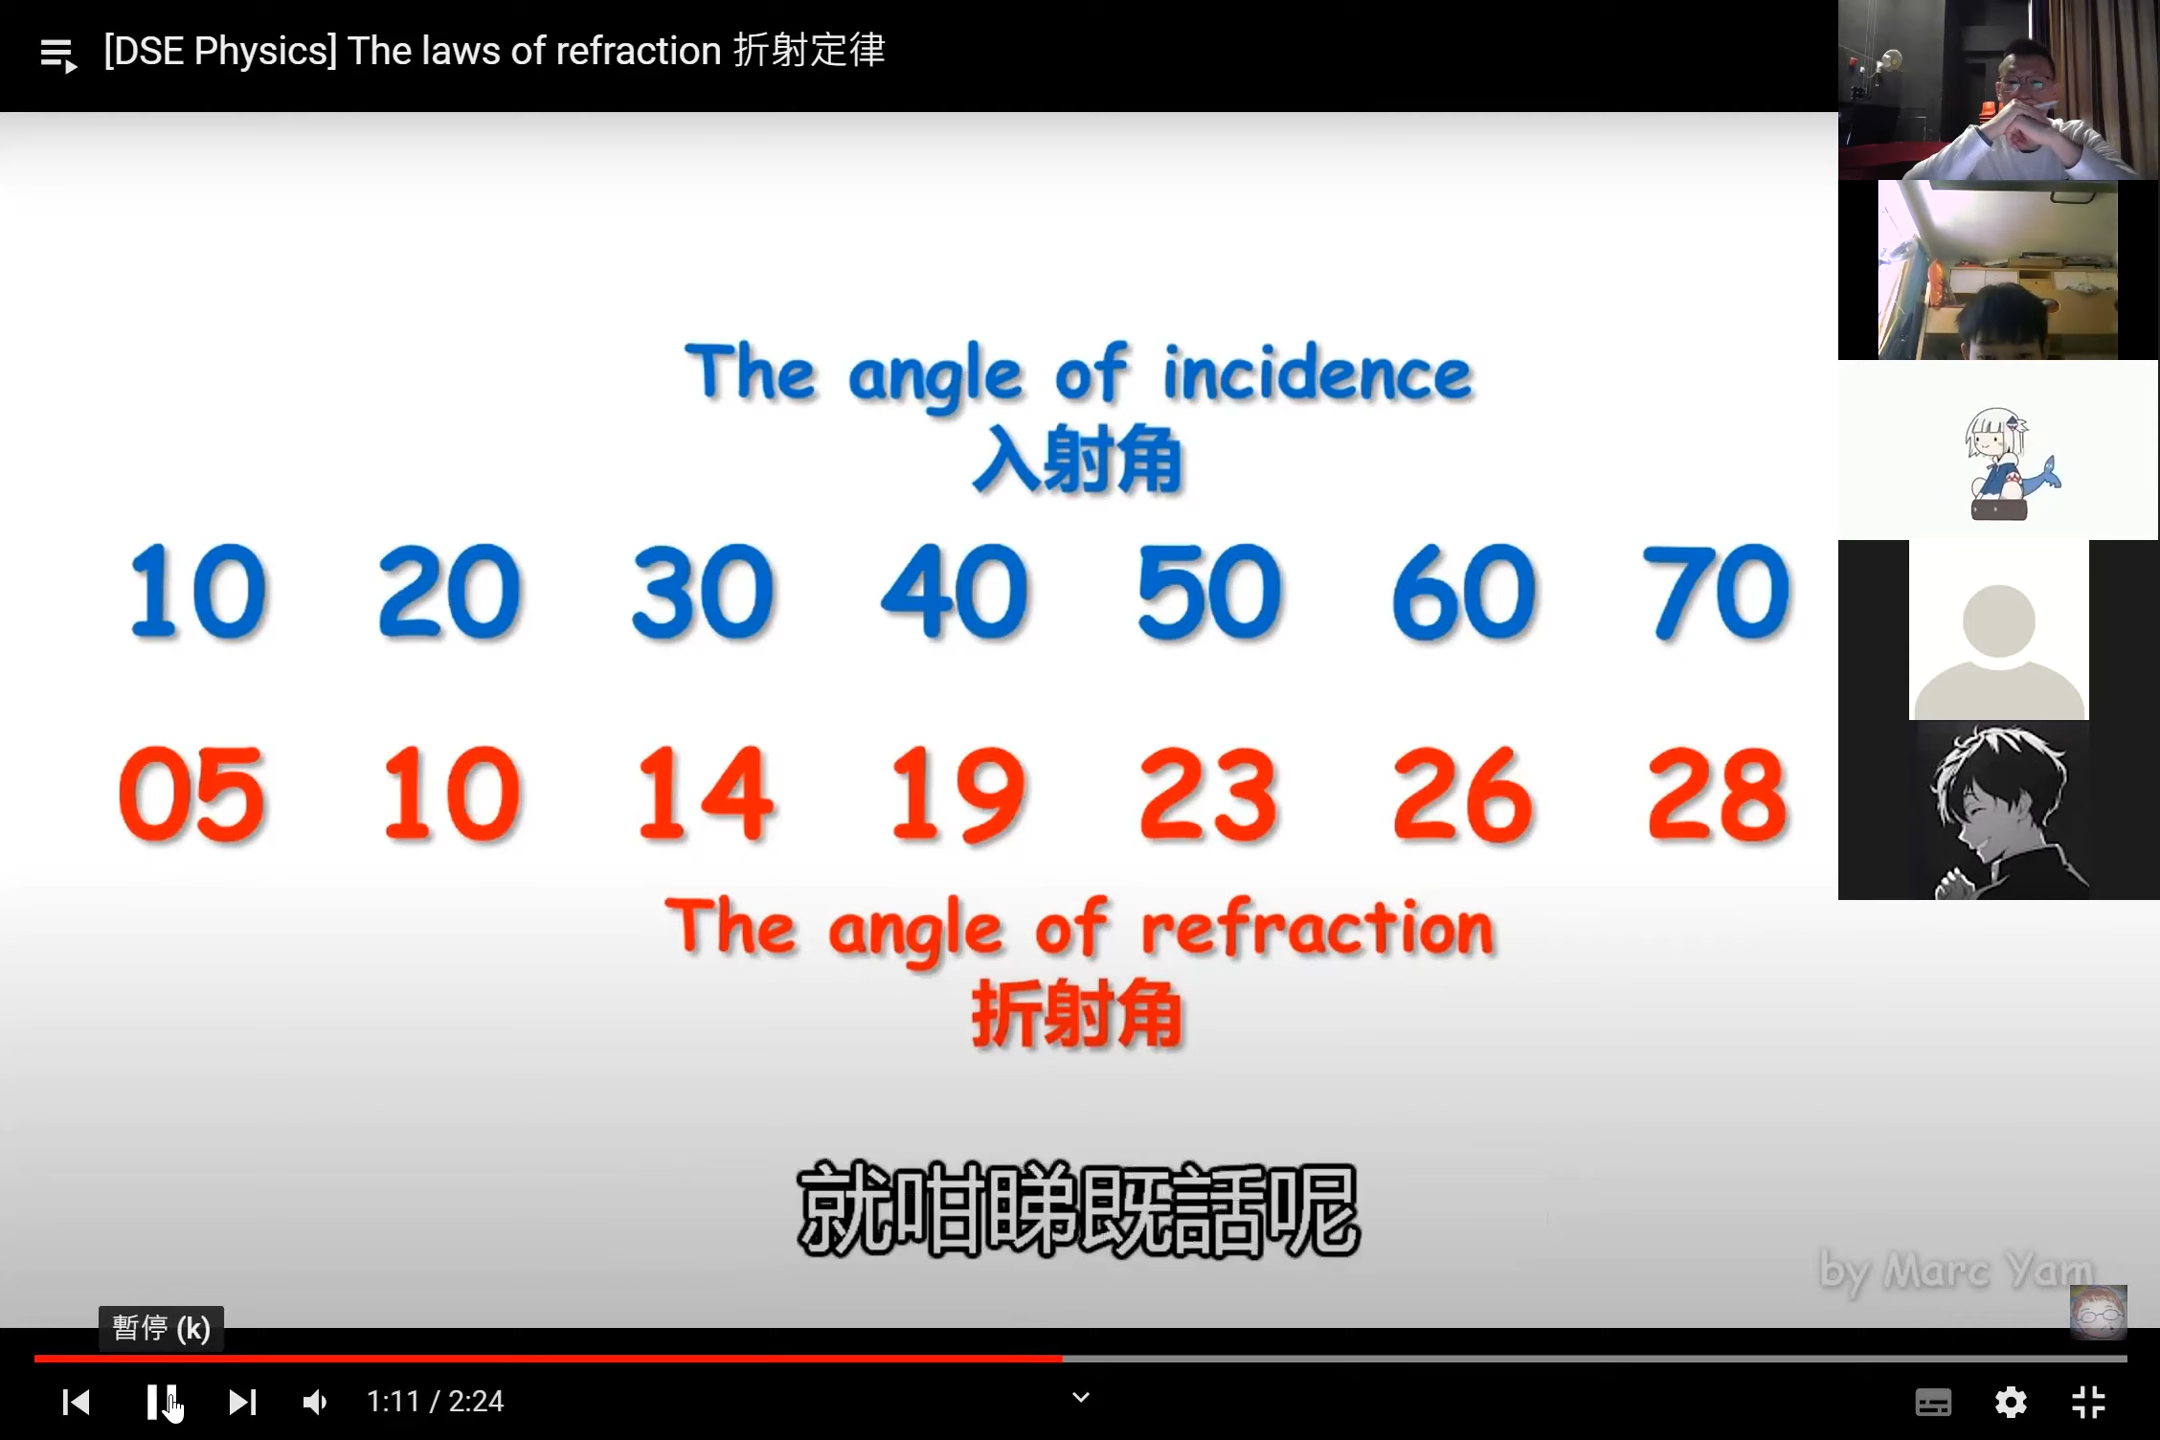 [DSE Physics] The laws of refraction 折射定律
The angle of incidence
入射角
10 20 30 40 50 60 70
05 10 14 19 23 26 28
The angle of refraction
折射角
就咁睇既話呢
by Marc Yam
暫停 (k)
1:11 / 2:24